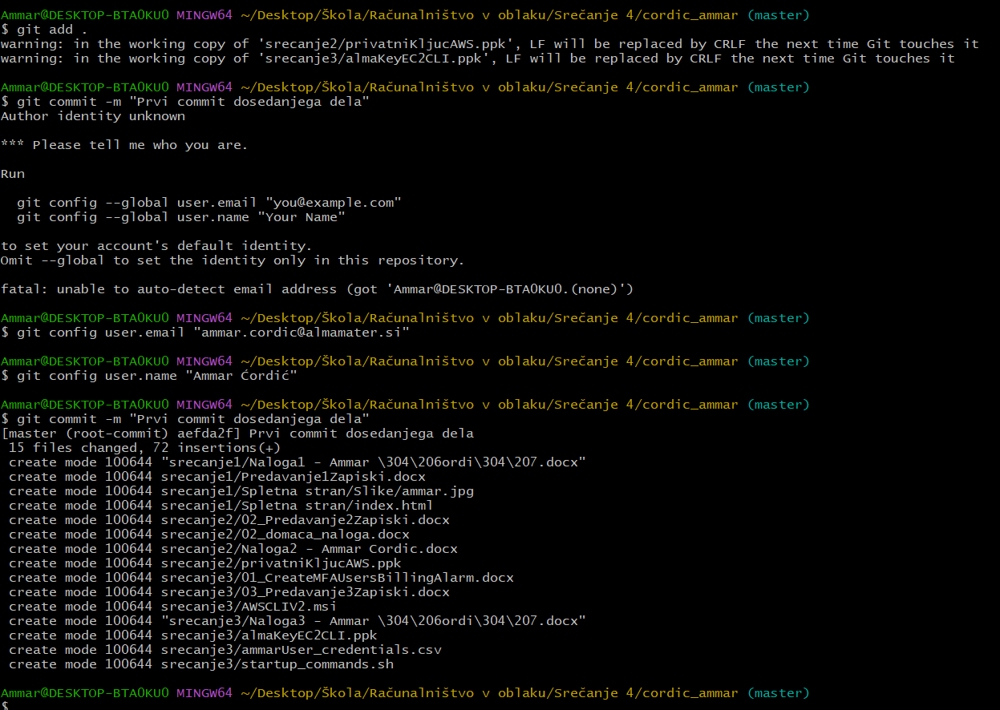 Ammar@DESKTOP-BTA0KU0 MINGW64 ~/Desktop/Škola/Računalništvo v oblaku/Srečanje 4/cordic_ammar (master)
$ git add .
warning: in the working copy of 'srecanje2/privatniKljucAWS.ppk', LF will be replaced by CRLF the next time Git touches it
warning: in the working copy of 'srecanje3/almaKeyEC2CLI.ppk', LF will be replaced by CRLF the next time Git touches it
Ammar@DESKTOP-BTA0KU0 MINGW64 ~/Desktop/Škola/Računalništvo v oblaku/Srečanje 4/cordic_ammar (master)
$ git commit -m "Prvi commit dosedanjega dela"
Author identity unknown
*** Please tell me who you are.
Run
git config --global user.email "you@example.com"
git config --global user.name "Your Name"
to set your account's default identity.
Omit --global to set the identity only in this repository.
fatal: unable to auto-detect email address (got 'Ammar@DESKTOP-BTA0KU0.(none)')
Ammar@DESKTOP-BTA0KU0 MINGW64 ~/Desktop/Škola/Računalništvo v oblaku/Srečanje 4/cordic_ammar (master)
$ git config user.email "ammar.cordic@almamater.si"
Ammar@DESKTOP-BTA0KU0 MINGW64 ~/Desktop/Škola/Računalništvo v oblaku/Srečanje 4/cordic_ammar (master)
$ git config user.name "Ammar Ćordić"
Ammar@DESKTOP-BTA0KU0 MINGW64 ~/Desktop/Škola/Računalništvo v oblaku/Srečanje 4/cordic_ammar (master)
$ git commit -m "Prvi commit dosedanjega dela"
[master (root-commit) aefda2f] Prvi commit dosedanjega dela
15 files changed, 72 insertions(+)
create mode 100644 "srecanje1/Naloga1 - Ammar \304\206ordi\304\207.docx"
create mode 100644 srecanje1/Predavanje1Zapiski.docx
create mode 100644 srecanje1/Spletna stran/Slike/ammar.jpg
create mode 100644 srecanje1/Spletna stran/index.html
create mode 100644 srecanje2/02_Predavanje2Zapiski.docx
create mode 100644 srecanje2/02_domaca_naloga.docx
create mode 100644 srecanje2/Naloga2 - Ammar Cordic.docx
create mode 100644 srecanje2/privatniKljucAWS.ppk
create mode 100644 srecanje3/01_CreateMFAUsersBillingAlarm.docx
create mode 100644 srecanje3/03_Predavanje3Zapiski.docx
create mode 100644 srecanje3/AWSCLIV2.msi
create mode 100644 "srecanje3/Naloga3 - Ammar \304\206ordi\304\207.docx"
create mode 100644 srecanje3/almaKeyEC2CLI.ppk
create mode 100644 srecanje3/ammarUser_credentials.csv
create mode 100644 srecanje3/startup_commands.sh
Ammar@DESKTOP-BTA0KU0 MINGW64 ~/Desktop/Škola/Računalništvo v oblaku/Srečanje 4/cordic_ammar (master)
$